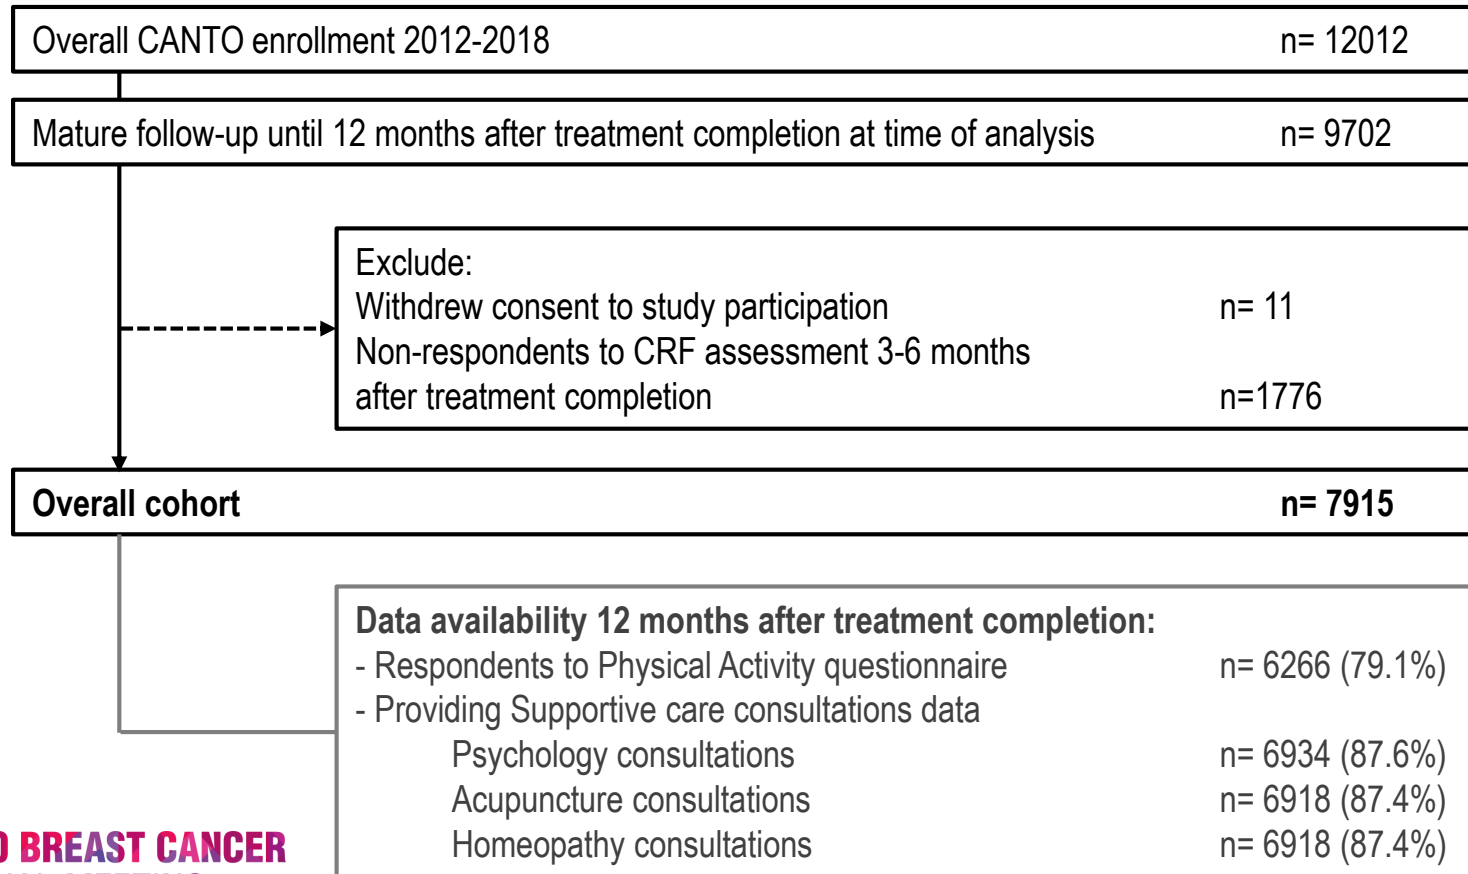 Overall CANTO enrollment 2012-2018 n= 12012
Mature follow-up until 12 months after treatment completion at time of analysis n= 9702
Exclude:
Withdrew consent to study participation n= 11
Non-respondents to CRF assessment 3-6 months
after treatment completion n=1776
Overall cohort n= 7915
Data availability 12 months after treatment completion:
- Respondents to Physical Activity questionnaire n= 6266 (79.1%)
- Providing Supportive care consultations data
Psychology consultations n= 6934 (87.6%)
Acupuncture consultations n= 6918 (87.4%)
Homeopathy consultations n= 6918 (87.4%)
BREAST CANCER